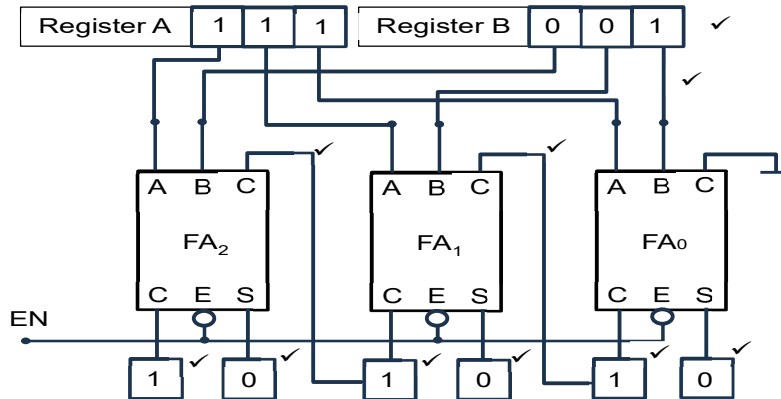 Register A 1 1 1 Register B 0 0 1 ✓
✓
✓ ✓
A B C A B C A B C
FA₂ FA₁ FA₀
C E S C E S C E S
EN
1 ✓ 0 ✓ 1 ✓ 0 ✓ 1 ✓ 0 ✓